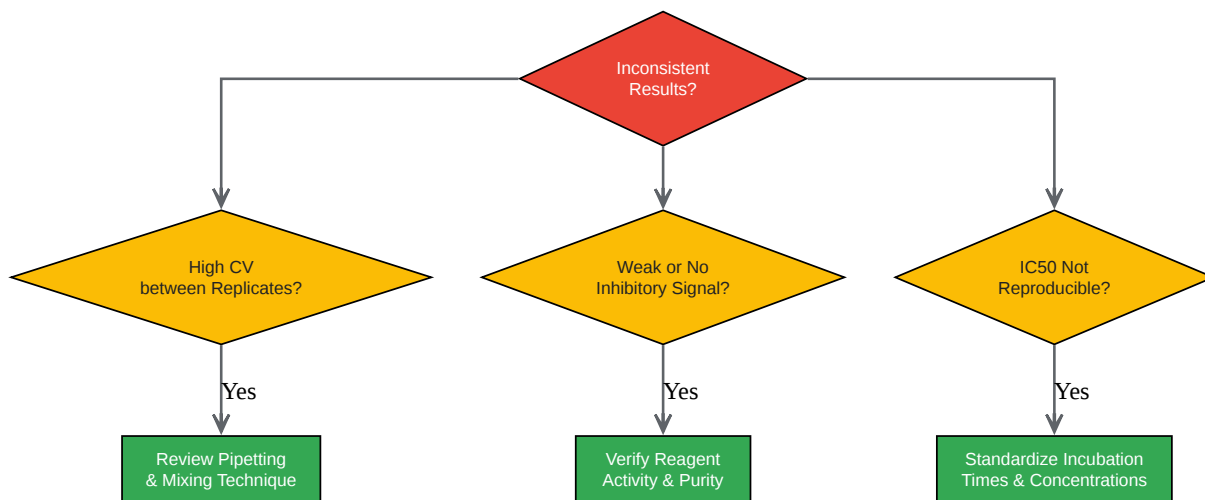 Inconsistent
Results?
High CV
between Replicates?
Weak or No
Inhibitory Signal?
IC50 Not
Reproducible?
Yes
Yes
Yes
Review Pipetting
& Mixing Technique
Verify Reagent
Activity & Purity
Standardize Incubation
Times & Concentrations